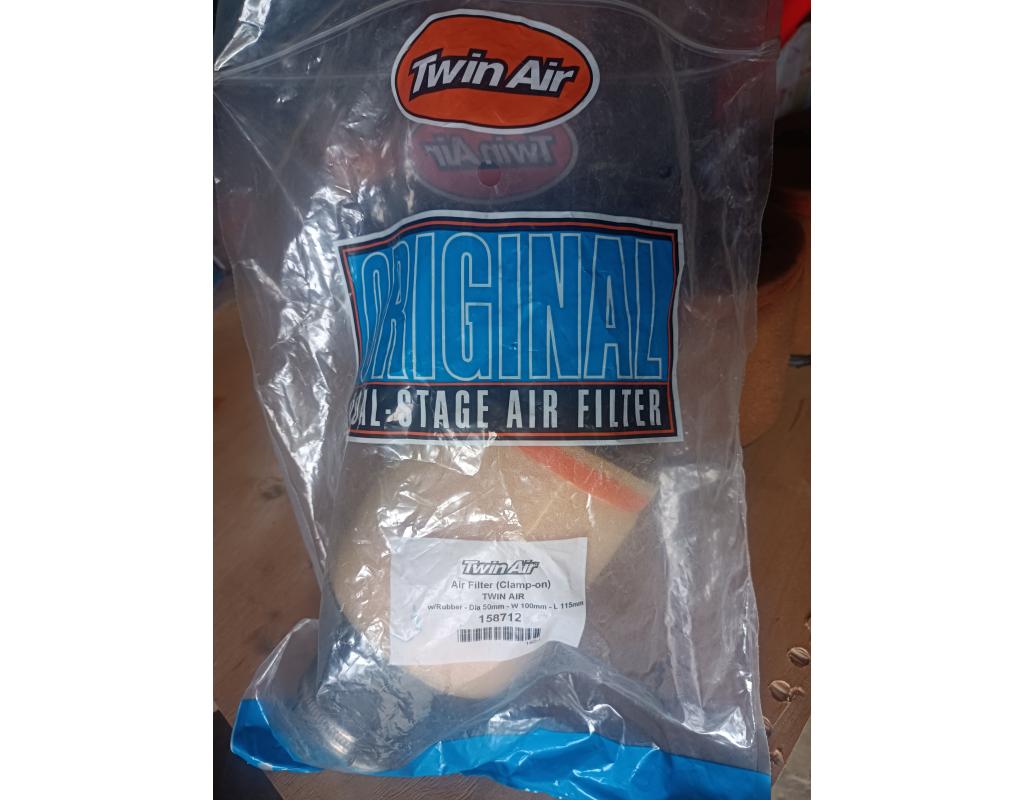 Twin Air
Twin Air
ORIGINAL
DUAL-STAGE AIR FILTER
Twin Air
Air Filter (Clamp-on)
TWIN AIR
w/Rubber - Dia 50mm - W 100mm - L 115mm
158712